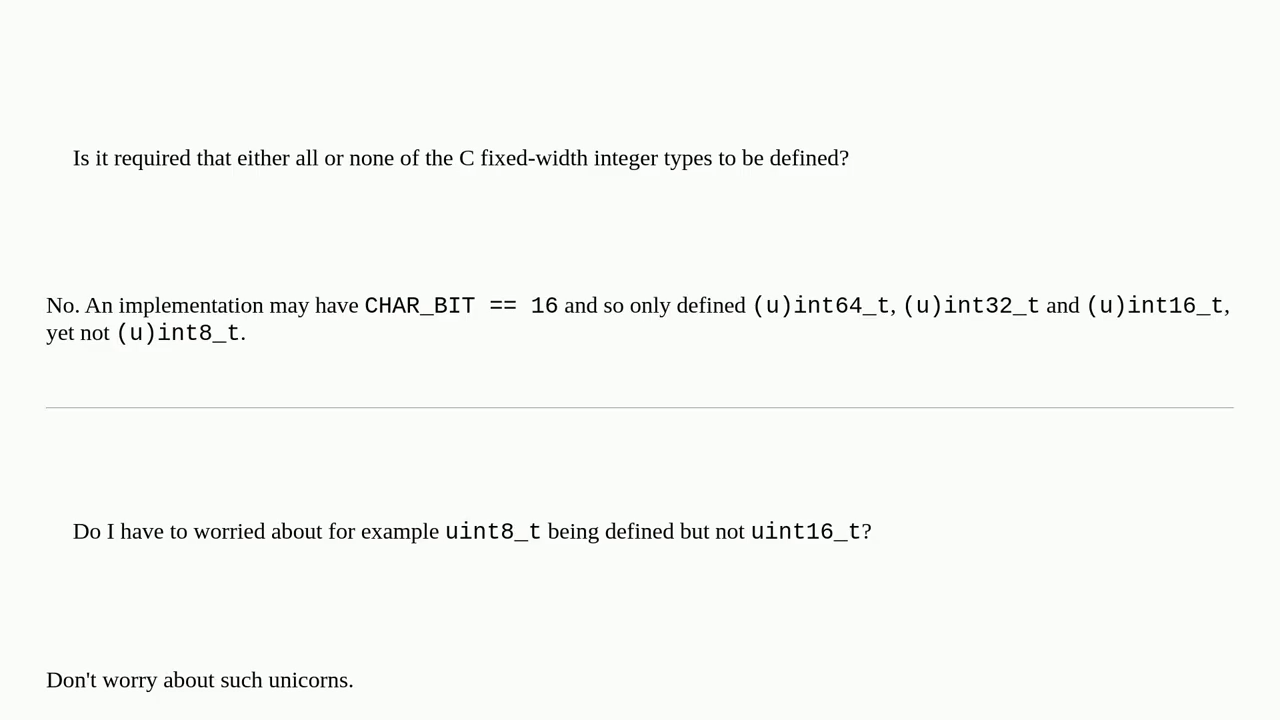 Is it required that either all or none of the C fixed-width integer types to be defined?
No. An implementation may have CHAR_BIT == 16 and so only defined (u)int64_t, (u)int32_t and (u)int16_t,
yet not (u)int8_t.
Do I have to worried about for example uint8_t being defined but not uint16_t?
Don't worry about such unicorns.